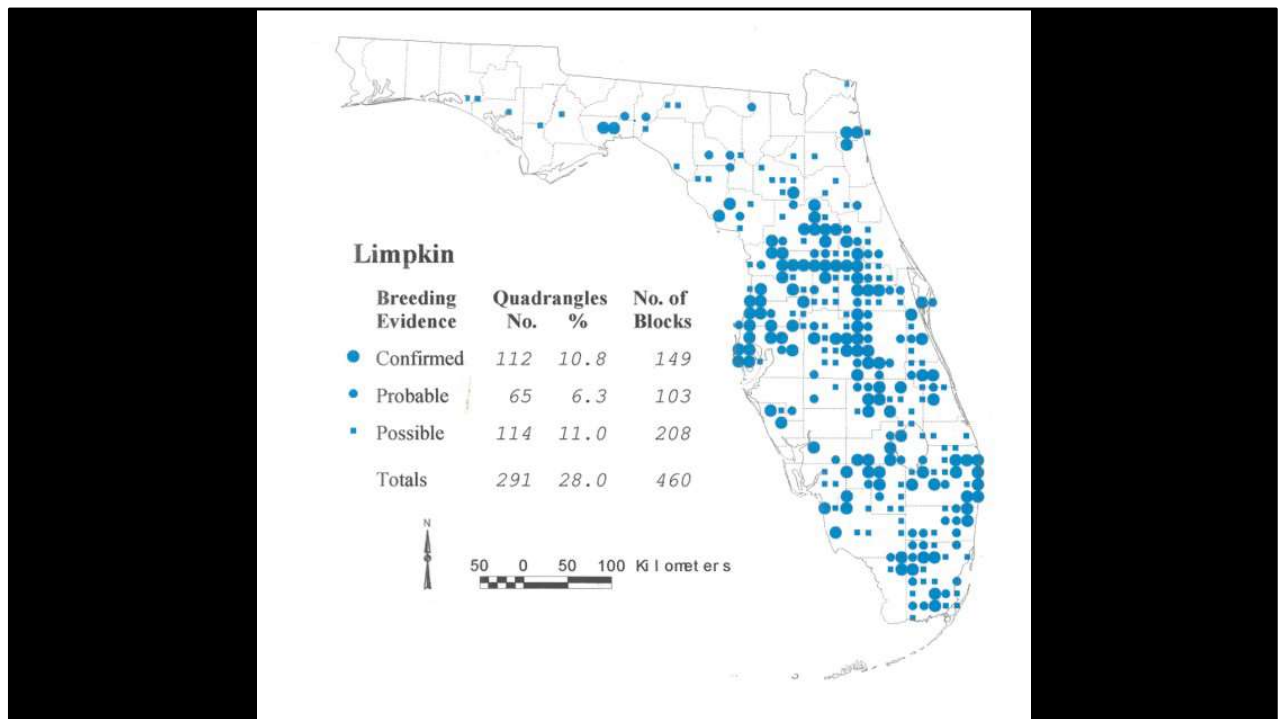 Limpkin
Breeding Evidence Quadrangles No. % No. of Blocks
Confirmed 112 10.8 149
Probable 65 6.3 103
Possible 114 11.0 208
Totals 291 28.0 460
N
50 0 50 100 Kilometers